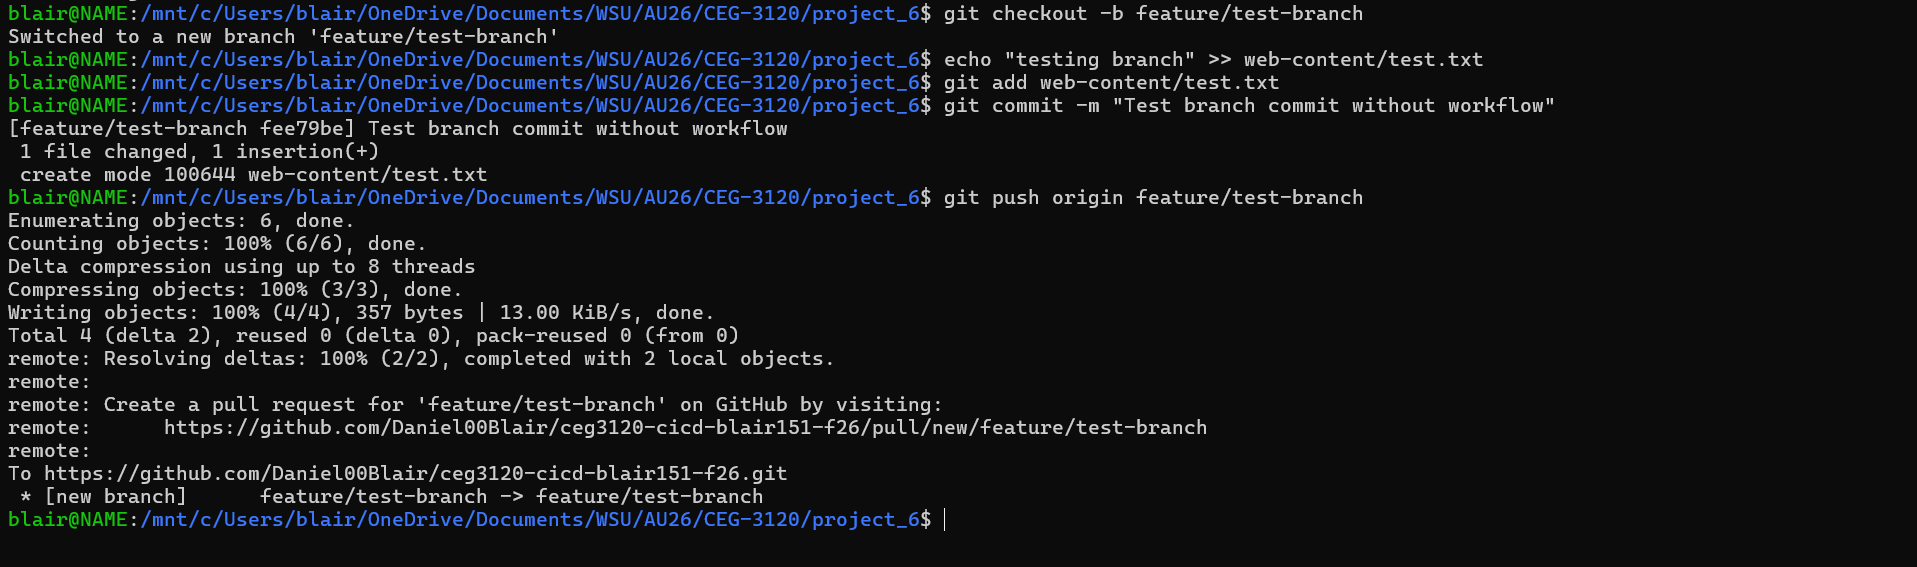 blair@NAME:/mnt/c/Users/blair/OneDrive/Documents/WSU/AU26/CEG-3120/project_6$ git checkout -b feature/test-branch
Switched to a new branch 'feature/test-branch'
blair@NAME:/mnt/c/Users/blair/OneDrive/Documents/WSU/AU26/CEG-3120/project_6$ echo "testing branch" >> web-content/test.txt
blair@NAME:/mnt/c/Users/blair/OneDrive/Documents/WSU/AU26/CEG-3120/project_6$ git add web-content/test.txt
blair@NAME:/mnt/c/Users/blair/OneDrive/Documents/WSU/AU26/CEG-3120/project_6$ git commit -m "Test branch commit without workflow"
[feature/test-branch fee79be] Test branch commit without workflow
 1 file changed, 1 insertion(+)
 create mode 100644 web-content/test.txt
blair@NAME:/mnt/c/Users/blair/OneDrive/Documents/WSU/AU26/CEG-3120/project_6$ git push origin feature/test-branch
Enumerating objects: 6, done.
Counting objects: 100% (6/6), done.
Delta compression using up to 8 threads
Compressing objects: 100% (3/3), done.
Writing objects: 100% (4/4), 357 bytes | 13.00 KiB/s, done.
Total 4 (delta 2), reused 0 (delta 0), pack-reused 0 (from 0)
remote: Resolving deltas: 100% (2/2), completed with 2 local objects.
remote:
remote: Create a pull request for 'feature/test-branch' on GitHub by visiting:
remote:      https://github.com/Daniel00Blair/ceg3120-cicd-blair151-f26/pull/new/feature/test-branch
remote:
To https://github.com/Daniel00Blair/ceg3120-cicd-blair151-f26.git
 * [new branch]      feature/test-branch -> feature/test-branch
blair@NAME:/mnt/c/Users/blair/OneDrive/Documents/WSU/AU26/CEG-3120/project_6$